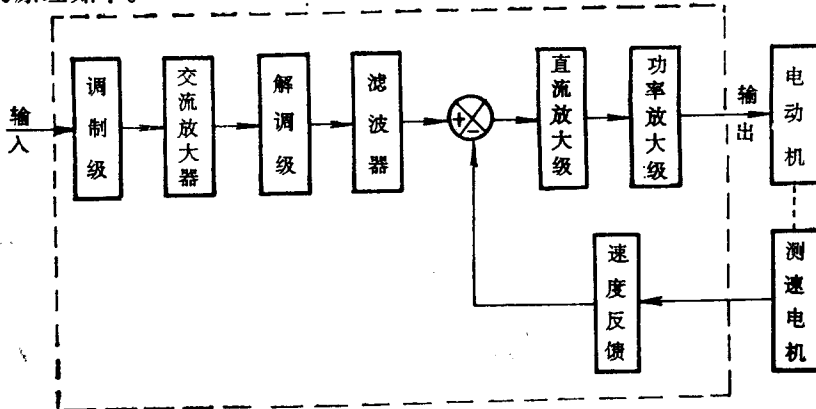 输入
调制级
交流放大器
解调级
滤波器
+
−
直流放大级
功率放大级
输出
电动机
速度反馈
测速电机